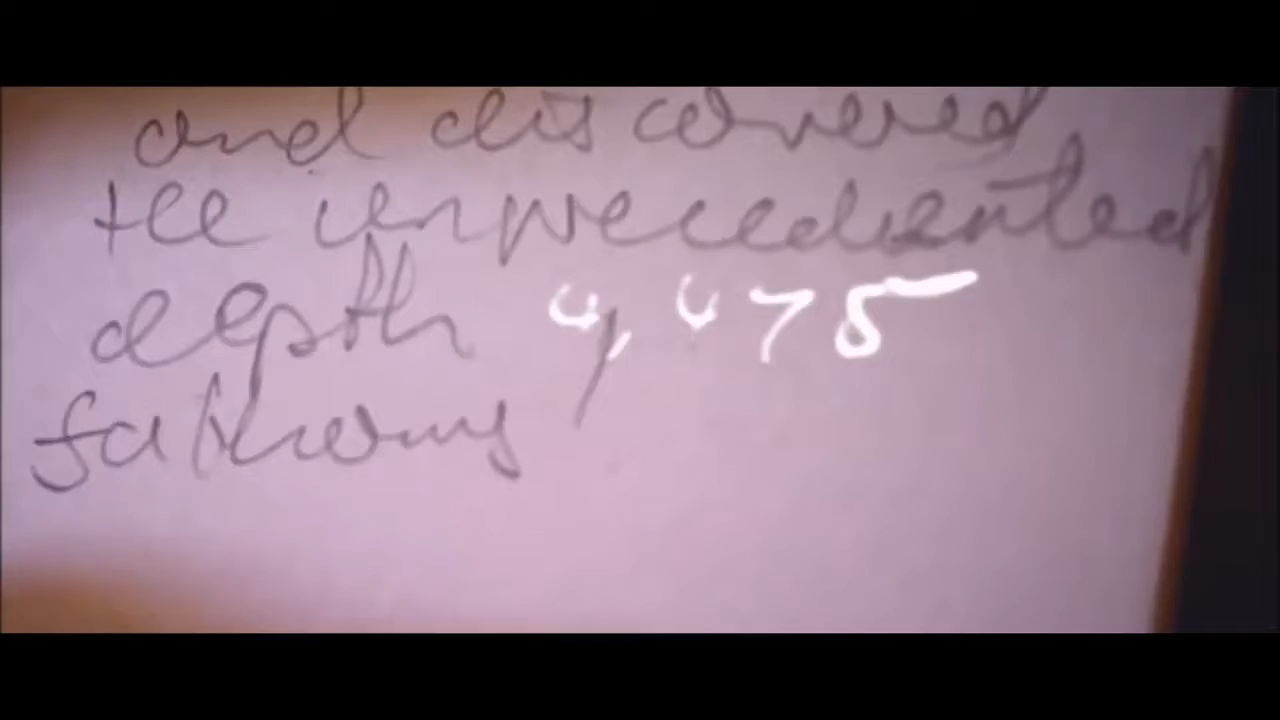 and discovered
the unprecedented
depth 4,475
fathoms